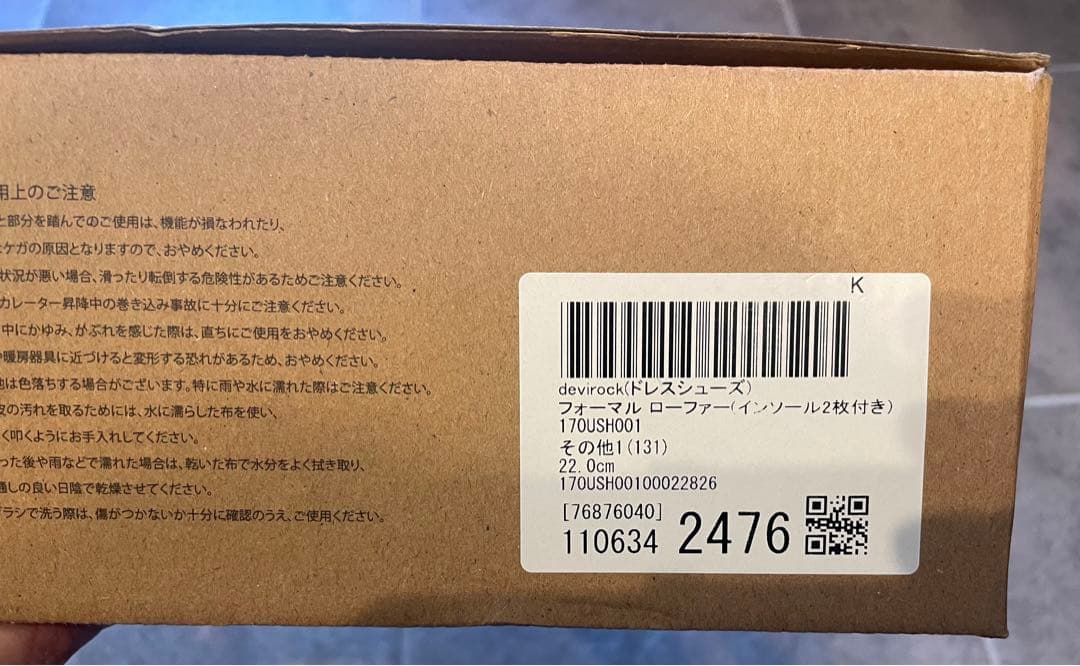 用上のご注意
と部分を踏んでのご使用は、機能が損なわれたり、
ケガの原因となりますので、おやめください。
状況が悪い場合、滑ったり転倒する危険性があるためご注意ください。
カレーター昇降中の巻き込み事故に十分にご注意ください。
中にかゆみ、かぶれを感じた際は、直ちにご使用をおやめください。
や暖房器具に近づけると変形する恐れがあるため、おやめください。
地は色落ちする場合がございます。特に雨や水に濡れた際はご注意ください。
皮の汚れを取るためには、水に濡らした布を使い、
く叩くようにお手入れしてください。
った後や雨などで濡れた場合は、乾いた布で水分をよく拭き取り、
通しの良い日陰で乾燥させてください。
ブラシで洗う際は、傷がつかないか十分に確認のうえ、ご使用ください。
K
devirock(ドレスシューズ)
フォーマル ローファー(インソール2枚付き)
170USH001
その他1(131)
22.0cm
170USH00100022826
[76876040]
110634 2476